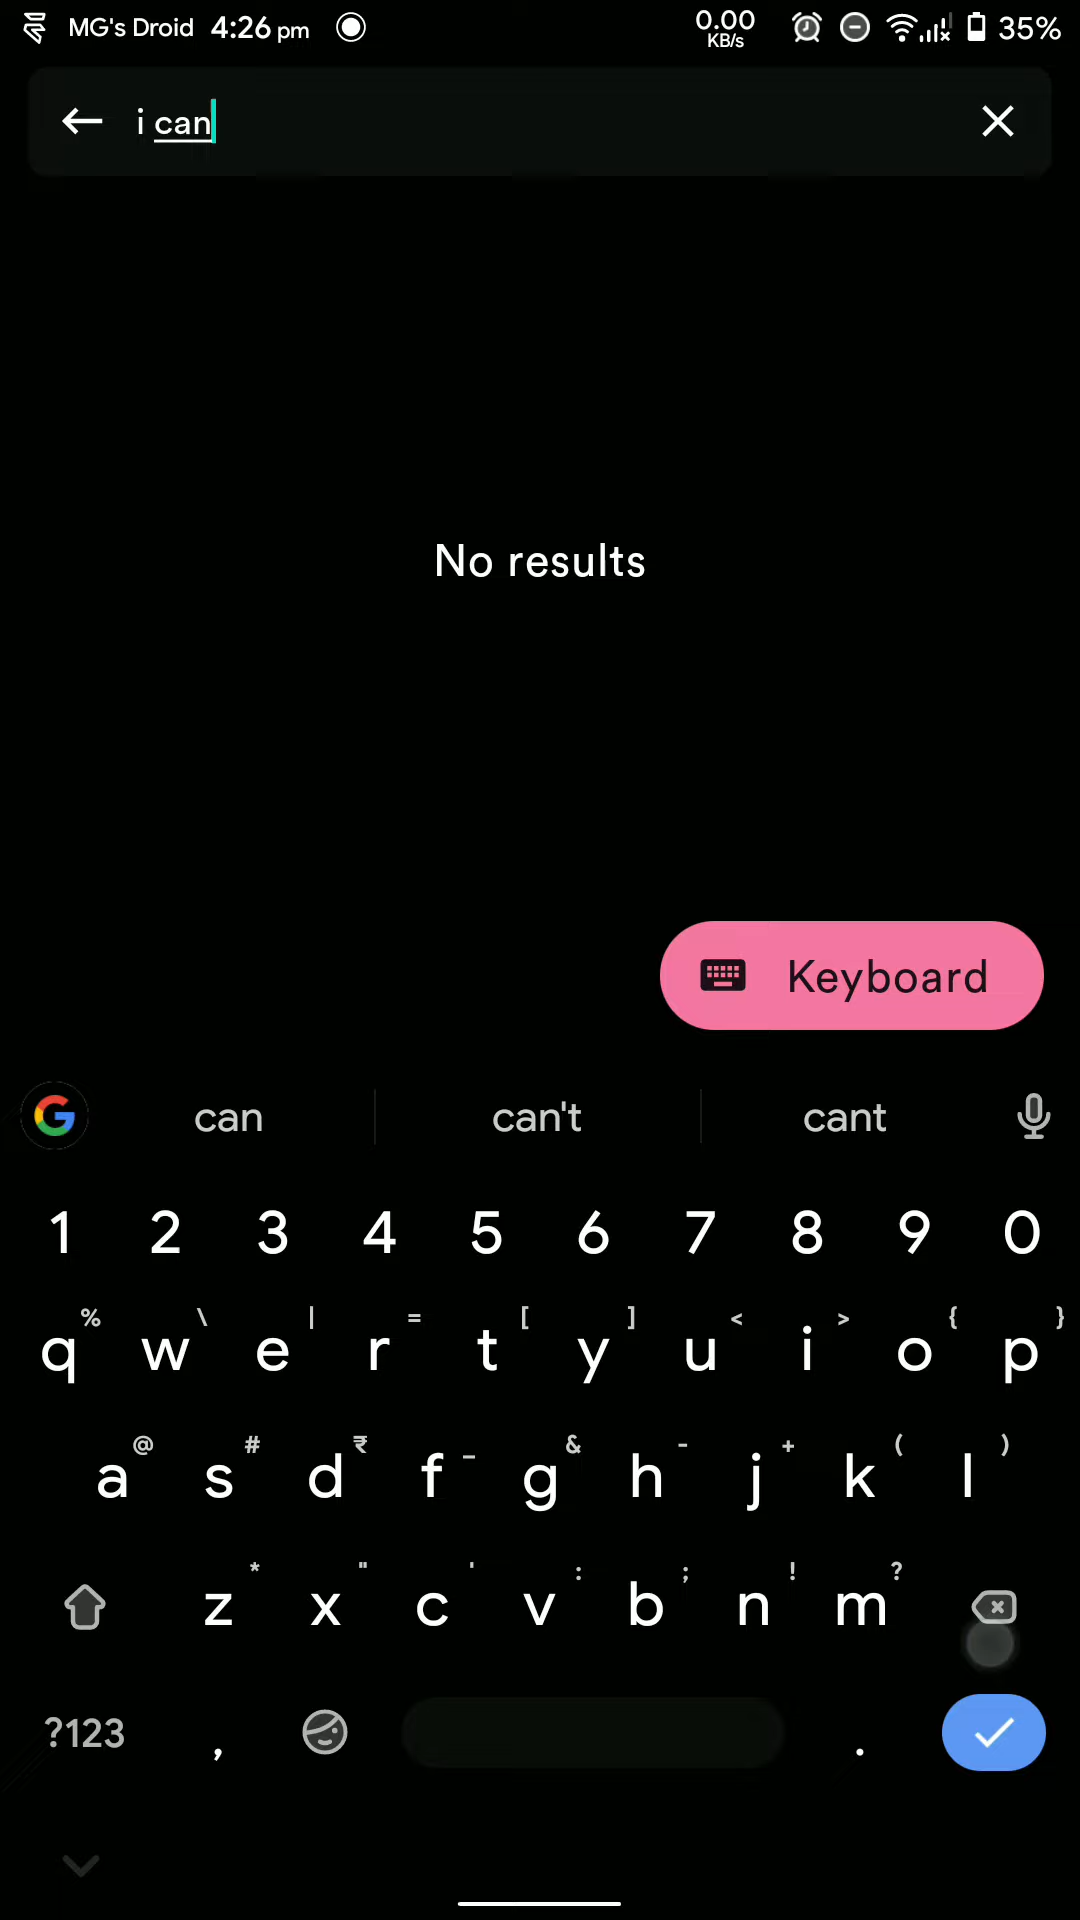 MG's Droid 4:26 pm 0.00 KB/s 35%
i can
No results
Keyboard
can can't cant
1 2 3 4 5 6 7 8 9 0
% \ | = [ ] < > { }
q w e r t y u i o p
@ # ₹ _ & - + ( )
a s d f g h j k l
* " ' : ; ! ?
z x c v b n m
?123 , .